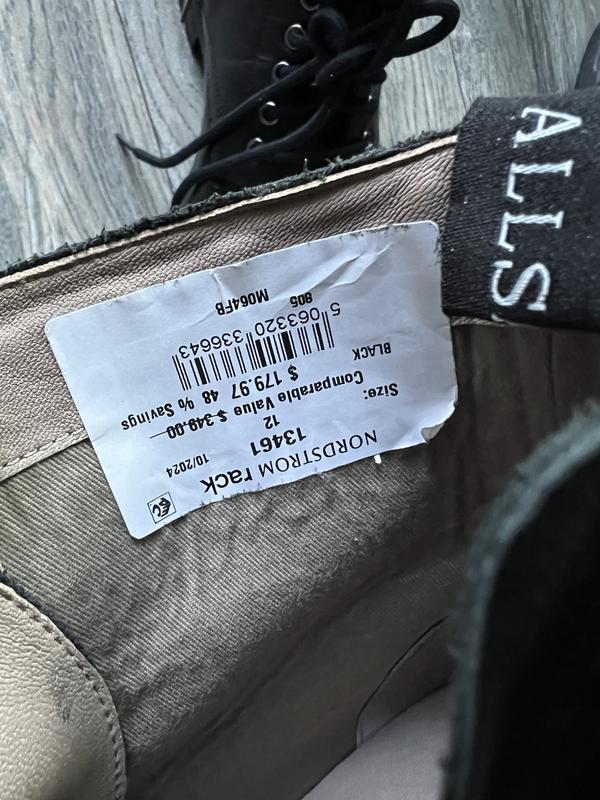 NORDSTROM rack
13461 10/2024
12
Size:
Comparable Value $ 349.00
$ 179.97 48 % Savings
BLACK
5 063320 336643
805 M064FB
ALLS